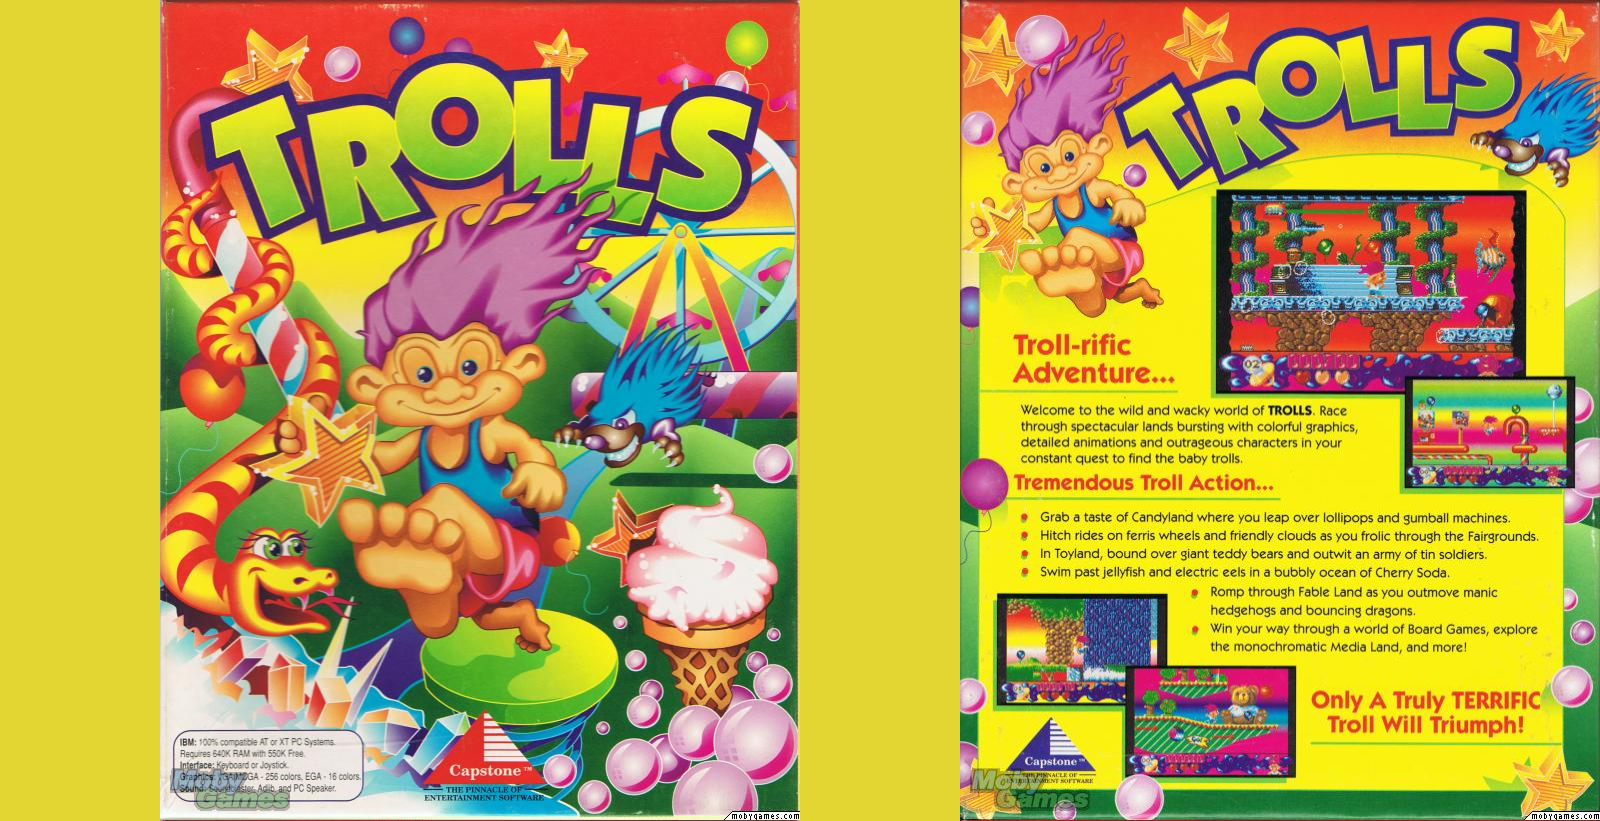 TROLLS
IBM: 100% compatible AT or XT PC Systems.
Requires 640K RAM with 550K Free.
Interface: Keyboard or Joystick.
Graphics: VGA/MCGA - 256 colors, EGA - 16 colors.
Sound: Soundblaster, Adlib, and PC Speaker.
Moby
Games
Capstone™
THE PINNACLE OF
ENTERTAINMENT SOFTWARE
mobygames.com
TROLLS
Troll-rific
Adventure...
Welcome to the wild and wacky world of TROLLS. Race
through spectacular lands bursting with colorful graphics,
detailed animations and outrageous characters in your
constant quest to find the baby trolls.
Tremendous Troll Action...
Grab a taste of Candyland where you leap over lollipops and gumball machines.
Hitch rides on ferris wheels and friendly clouds as you frolic through the Fairgrounds.
In Toyland, bound over giant teddy bears and outwit an army of tin soldiers.
Swim past jellyfish and electric eels in a bubbly ocean of Cherry Soda.
Romp through Fable Land as you outmove manic
hedgehogs and bouncing dragons.
Win your way through a world of Board Games, explore
the monochromatic Media Land, and more!
Only A Truly TERRIFIC
Troll Will Triumph!
Capstone™
THE PINNACLE OF
ENTERTAINMENT SOFTWARE
Moby
Games
mobygames.com